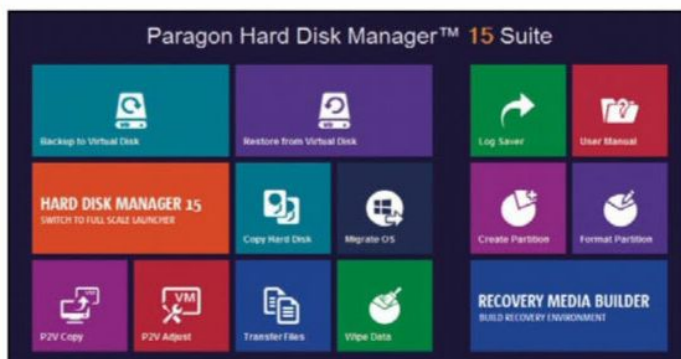 Paragon Hard Disk Manager™ 15 Suite
Backup to Virtual Disk
Restore from Virtual Disk
Log Saver
User Manual
HARD DISK MANAGER 15
SWITCH TO FULL SCALE LAUNCHER
Copy Hard Disk
Migrate OS
Create Partition
Format Partition
P2V Copy
VM
P2V Adjust
Transfer Files
Wipe Data
RECOVERY MEDIA BUILDER
BUILD RECOVERY ENVIRONMENT